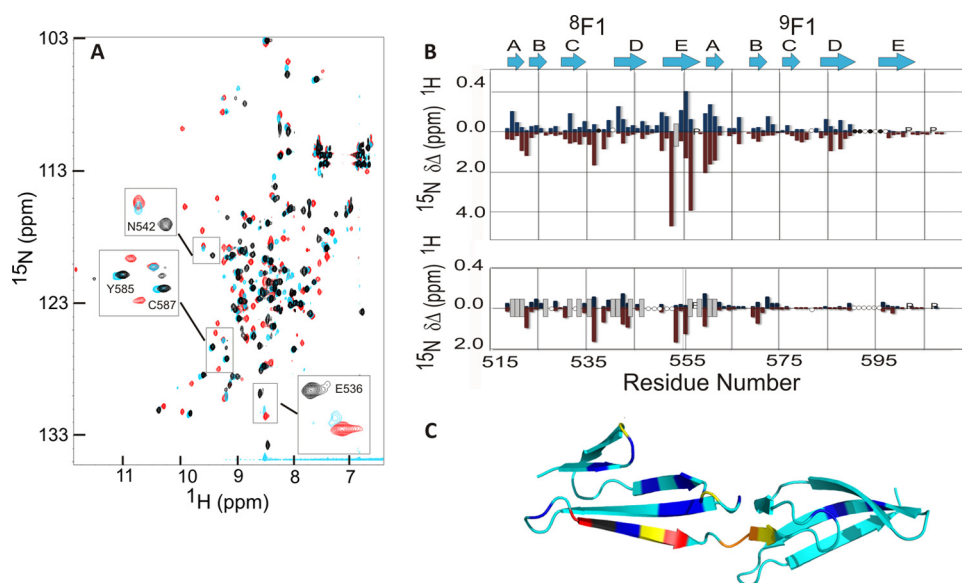 A
103
113
123
133
15N (ppm)
11 10 9 8 7
1H (ppm)
N542
Y585
C587
E536
B
8F1 9F1
A B C D E A B C D E
0.4
0.0
2.0
4.0
15N δΔ (ppm) 1H
P P P
0.4
0.0
2.0
15N δΔ (ppm) 1H
P P P
515 535 555 575 595
Residue Number
C